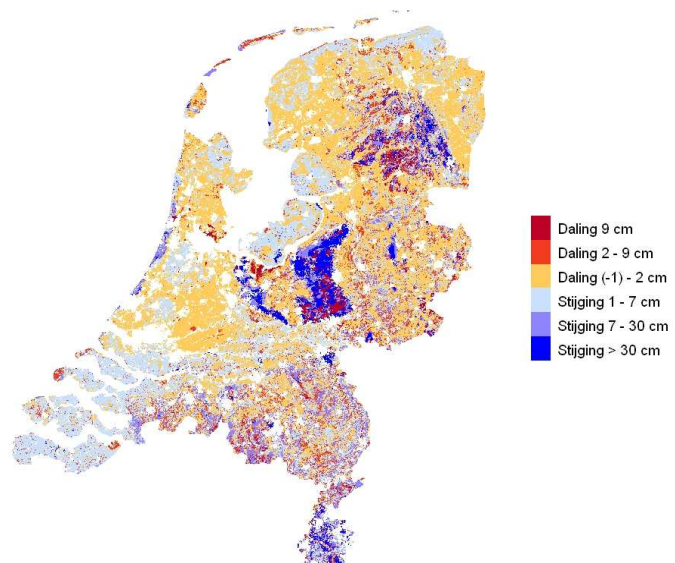 Daling 9 cm
Daling 2 - 9 cm
Daling (-1) - 2 cm
Stijging 1 - 7 cm
Stijging 7 - 30 cm
Stijging > 30 cm